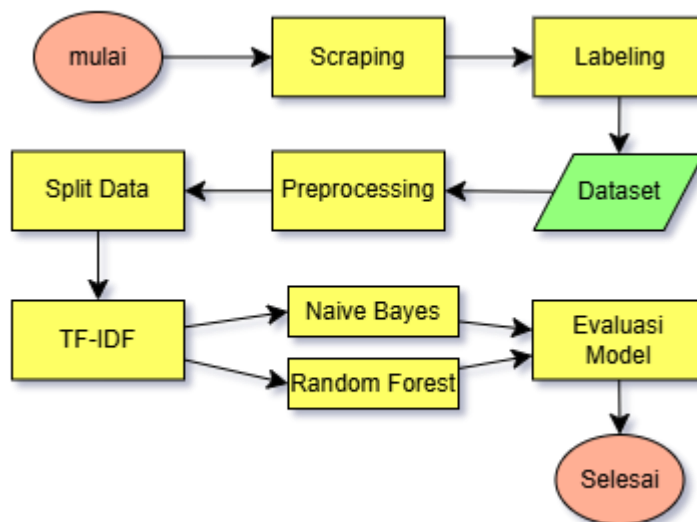 mulai
Scraping
Labeling
Split Data
Preprocessing
Dataset
TF-IDF
Naive Bayes
Random Forest
Evaluasi
Model
Selesai